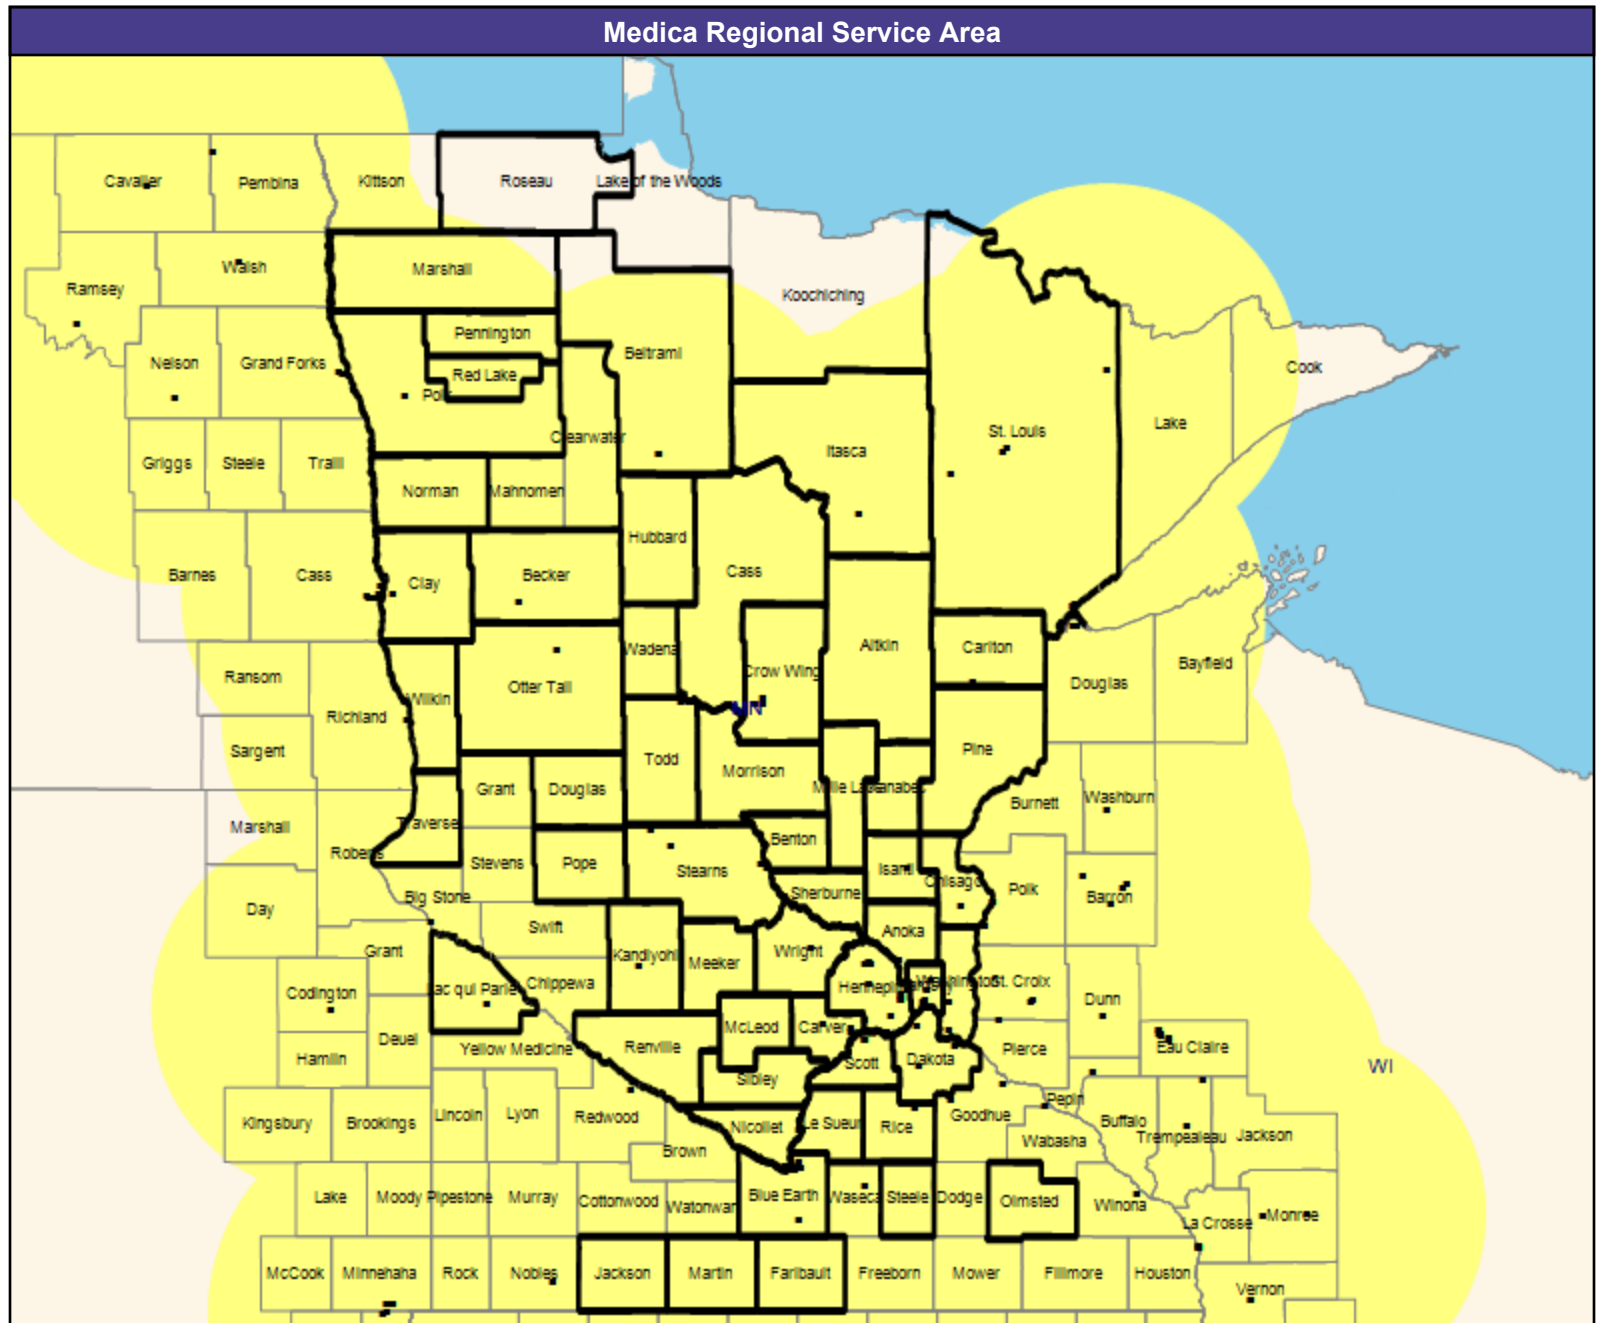 Medica Regional Service Area
Cavalier
Pembina
Kittson
Roseau
Lake of the Woods
Walsh
Marshall
Ramsey
Koochiching
Pennington
Beltrami
Nelson
Grand Forks
Red Lake
Polk
Cook
Clearwater
St. Louis
Lake
Itasca
Griggs
Steele
Traill
Norman
Mahnomen
Hubbard
Barnes
Cass
Clay
Becker
Cass
Wadena
Crow Wing
Aitkin
Carlton
Bayfield
Ransom
Otter Tail
Douglas
Wilkin
Richland
MN
Sargent
Todd
Morrison
Pine
Grant
Douglas
Mille Lacs
Kanabec
Burnett
Washburn
Marshall
Traverse
Roberts
Benton
Stevens
Pope
Stearns
Isanti
Chisago
Polk
Barron
Big Stone
Sherburne
Day
Swift
Anoka
Grant
Kandiyohi
Meeker
Wright
Codington
Lac qui Parle
Chippewa
Hennepin
Washington
St. Croix
Dunn
Deuel
McLeod
Carver
Hamlin
Yellow Medicine
Renville
Scott
Dakota
Pierce
Eau Claire
WI
Sibley
Kingsbury
Brookings
Lincoln
Lyon
Redwood
Nicollet
Le Sueur
Rice
Goodhue
Pepin
Buffalo
Trempealeau
Jackson
Wabasha
Brown
Lake
Moody
Pipestone
Murray
Cottonwood
Watonwan
Blue Earth
Waseca
Steele
Dodge
Olmsted
Winona
La Crosse
Monroe
McCook
Minnehaha
Rock
Nobles
Jackson
Martin
Faribault
Freeborn
Mower
Fillmore
Houston
Vernon